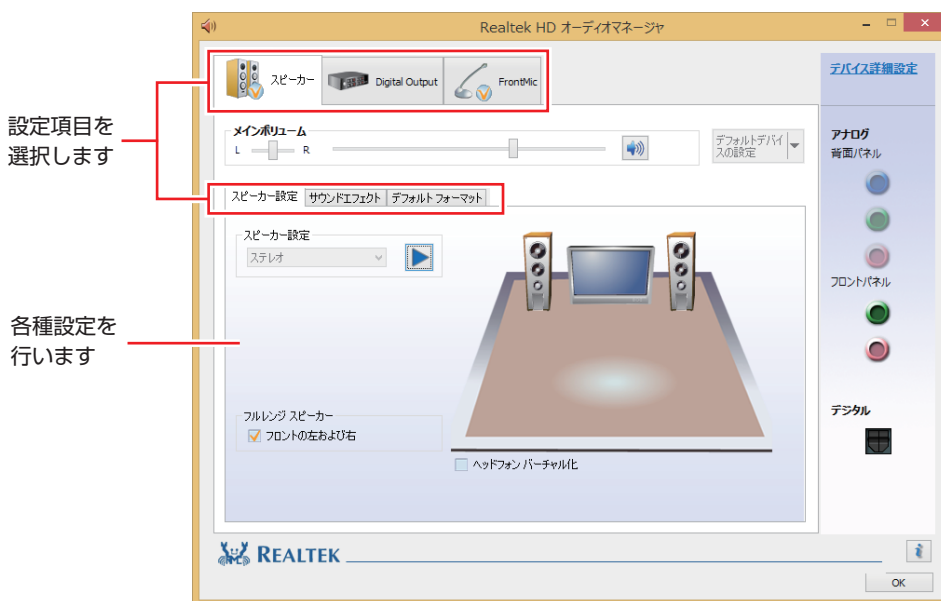 Realtek HD オーディオマネージャ
設定項目を
選択します
スピーカー
Digital Output
FrontMic
デバイス詳細設定
メインボリューム
L
R
デフォルトデバイ
スの設定
アナログ
背面パネル
スピーカー設定
サウンドエフェクト
デフォルト フォーマット
スピーカー設定
ステレオ
フロントパネル
各種設定を
行います
フルレンジ スピーカー
フロントの左および右
ヘッドフォン バーチャル化
デジタル
REALTEK
i
OK